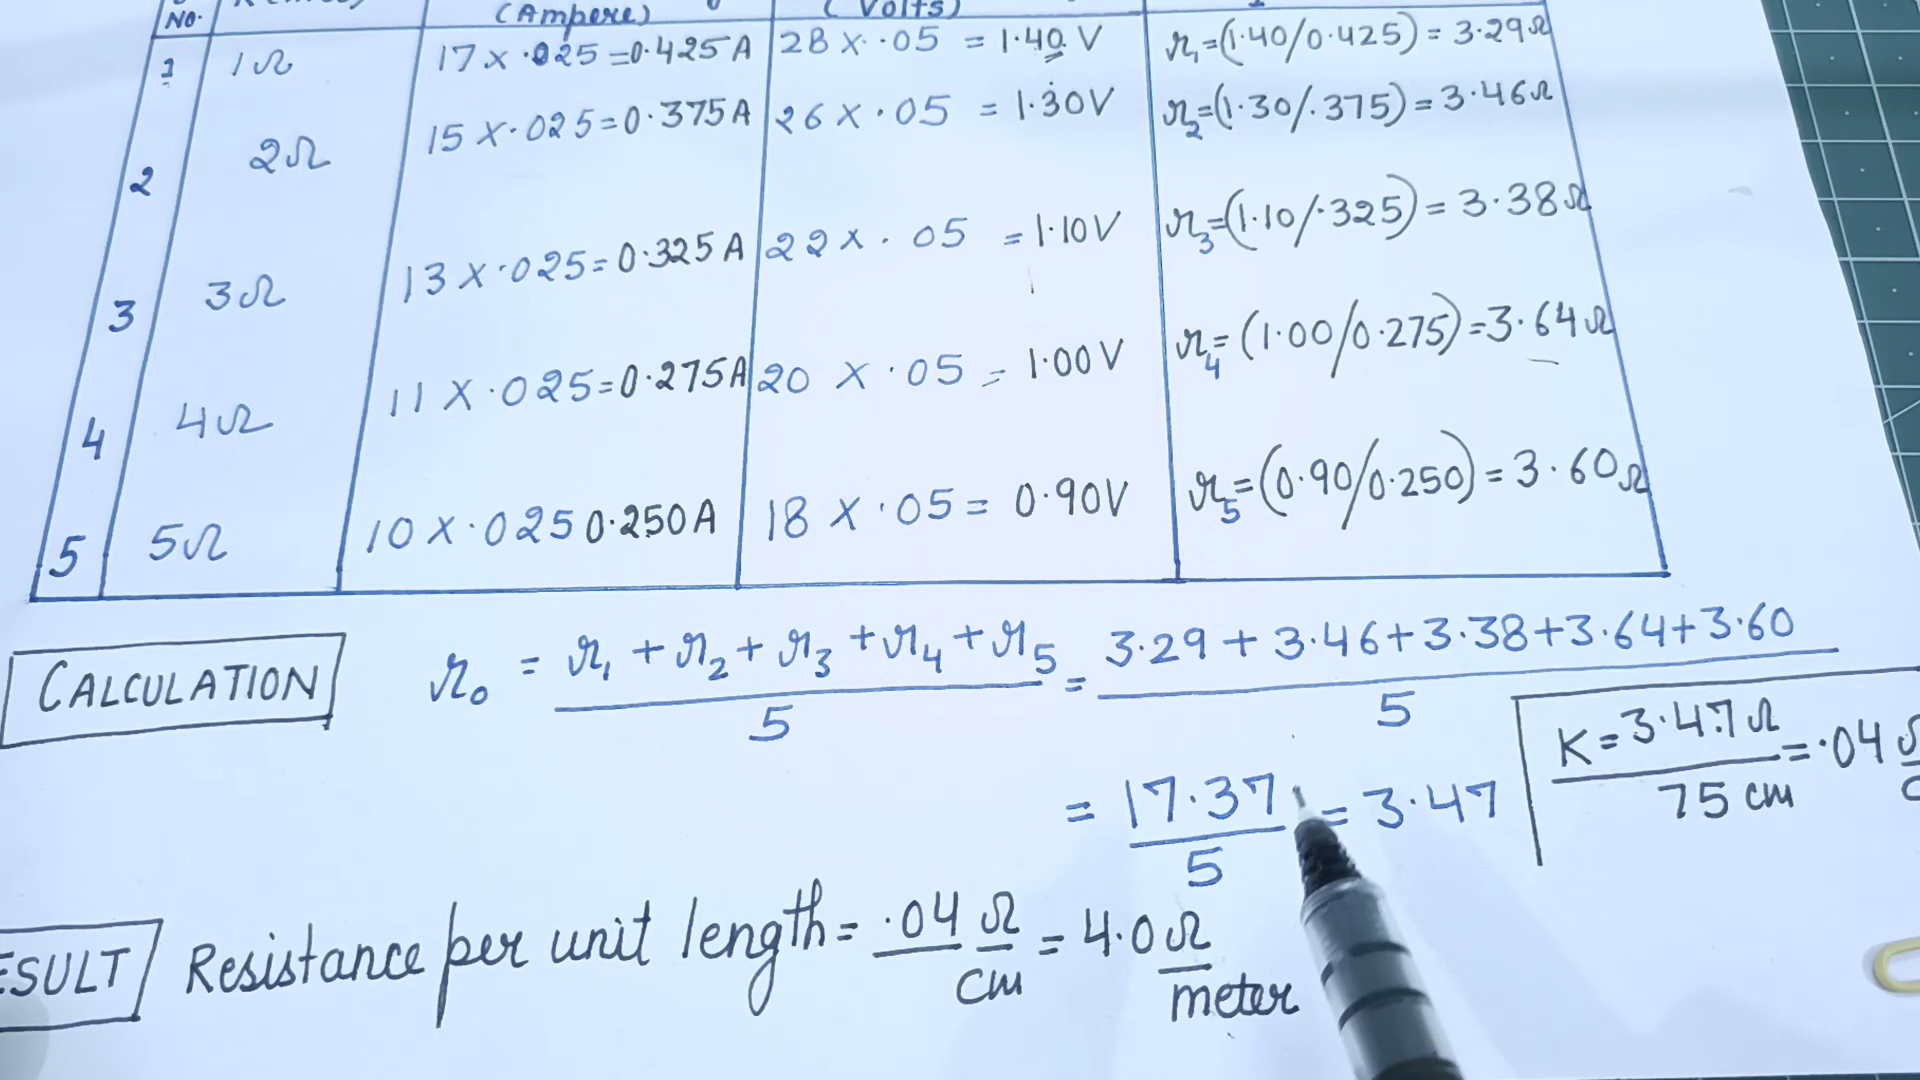 NO. (Ampere) (Volts)
1 1Ω 17 x .025=0.425A 28 x .05 = 1.40 V r1=(1.40/0.425) = 3.29Ω
2 2Ω 15 x .025=0.375A 26 x .05 = 1.30V r2=(1.30/.375) = 3.46Ω
3 3Ω 13 x .025= 0.325A 22 x .05 = 1.10V r3=(1.10/.325) = 3.38Ω
4 4Ω 11 x .025=0.275A 20 x .05 = 1.00V r4=(1.00/0.275)=3.64Ω
5 5Ω 10 x .025 0.250A 18 x .05= 0.90V r5=(0.90/0.250)=3.60Ω
CALCULATION r0 = r1 + r2 + r3 + r4 + r5 / 5 = 3.29 + 3.46 + 3.38+3.64+3.60 / 5
= 17.37 / 5 = 3.47
K = 3.47Ω / 75 cm = .04
ESULT Resistance per unit length = .04 Ω/cm = 4.0 Ω/meter